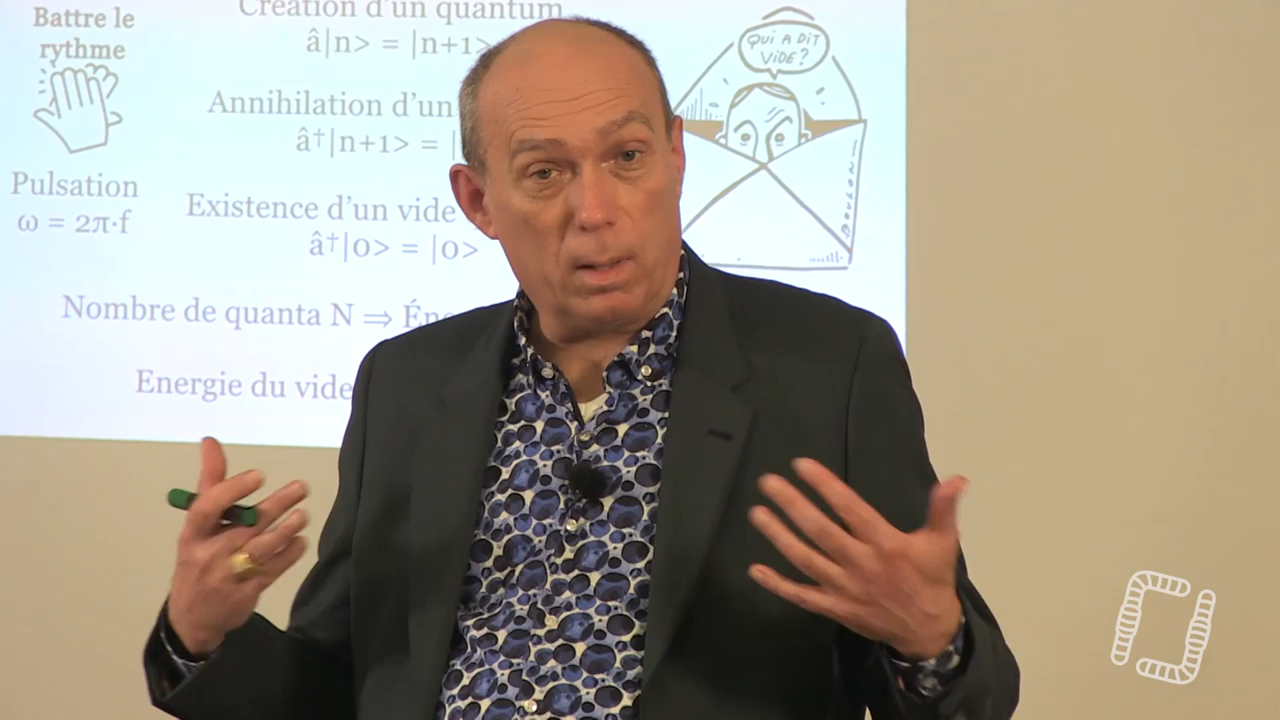 Battre le
rythme
Pulsation
ω = 2π·f
Création d'un quantum
â|n> = |n+1>
Annihilation d'un
â†|n+1> = |
Existence d'un vide
â†|0> = |0>
Nombre de quanta N ⇒ Éne
Energie du vide
QUI A DIT
VIDE?